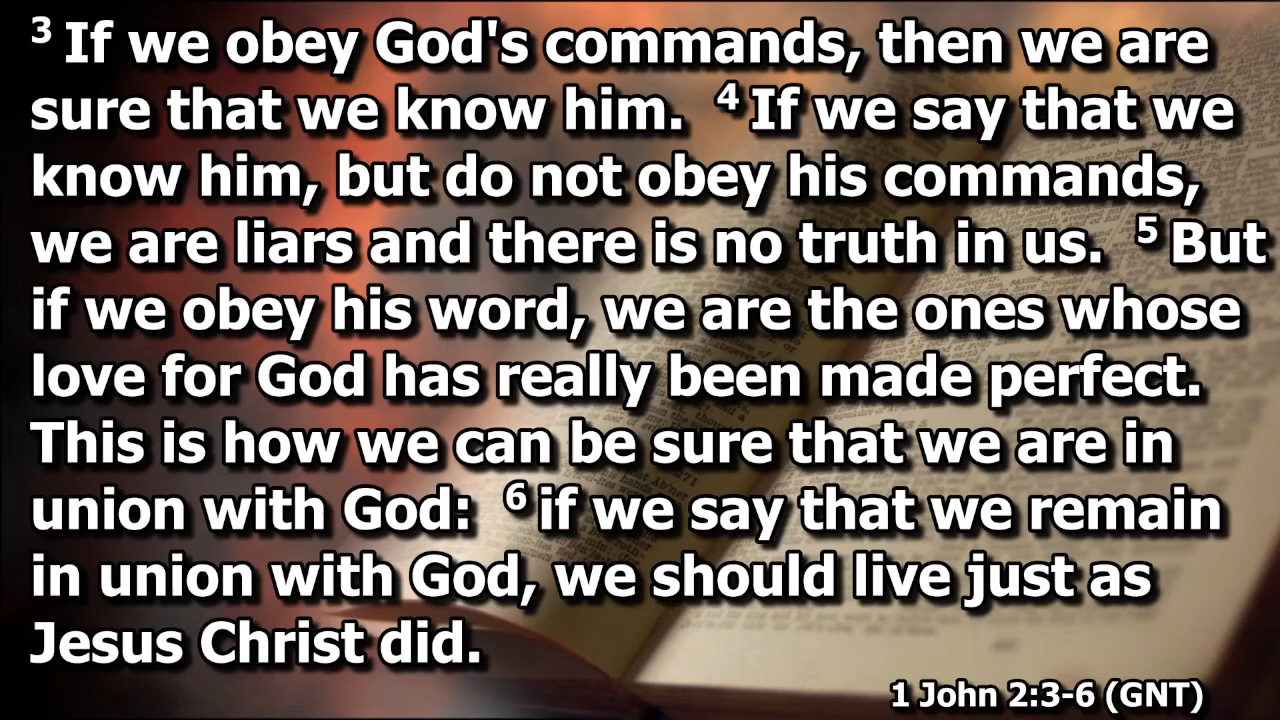 ³ If we obey God's commands, then we are
sure that we know him. ⁴ If we say that we
know him, but do not obey his commands,
we are liars and there is no truth in us. ⁵ But
if we obey his word, we are the ones whose
love for God has really been made perfect.
This is how we can be sure that we are in
union with God: ⁶ if we say that we remain
in union with God, we should live just as
Jesus Christ did.
1 John 2:3-6 (GNT)